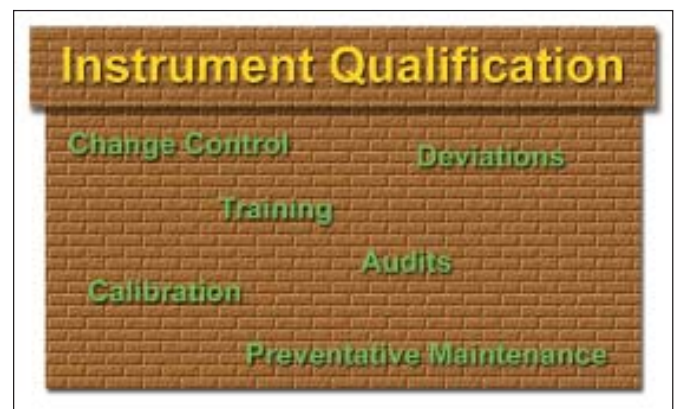 Instrument Qualification
Change Control
Deviations
Training
Audits
Calibration
Preventative Maintenance